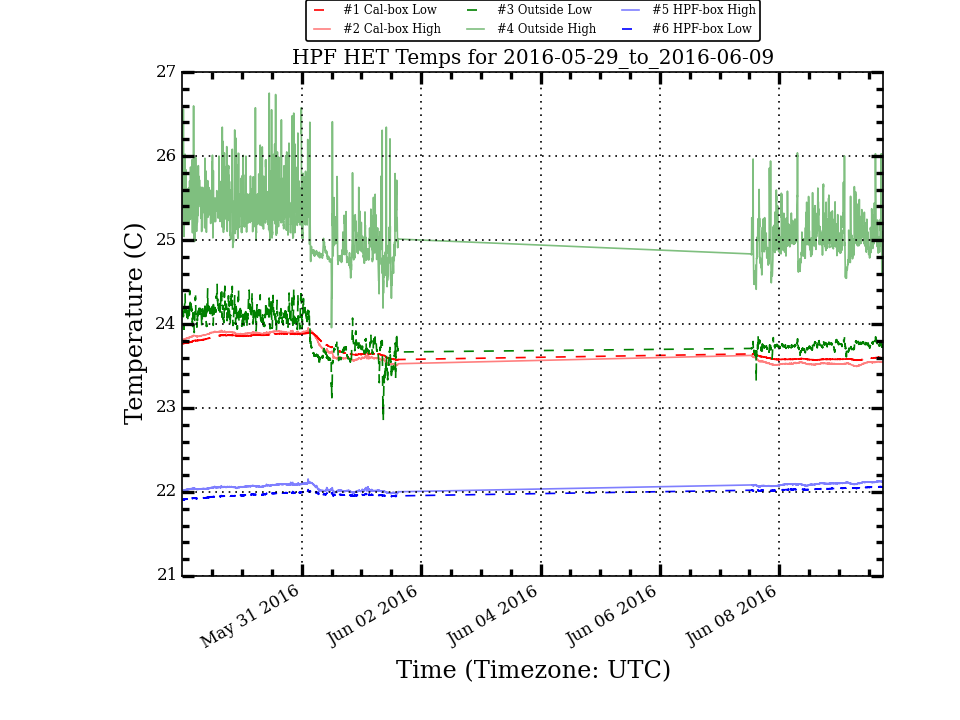 #1 Cal-box Low #3 Outside Low #5 HPF-box High
#2 Cal-box High #4 Outside High #6 HPF-box Low
HPF HET Temps for 2016-05-29_to_2016-06-09
27
26
25
24
23
22
21
Temperature (C)
May 31 2016 Jun 02 2016 Jun 04 2016 Jun 06 2016 Jun 08 2016
Time (Timezone: UTC)